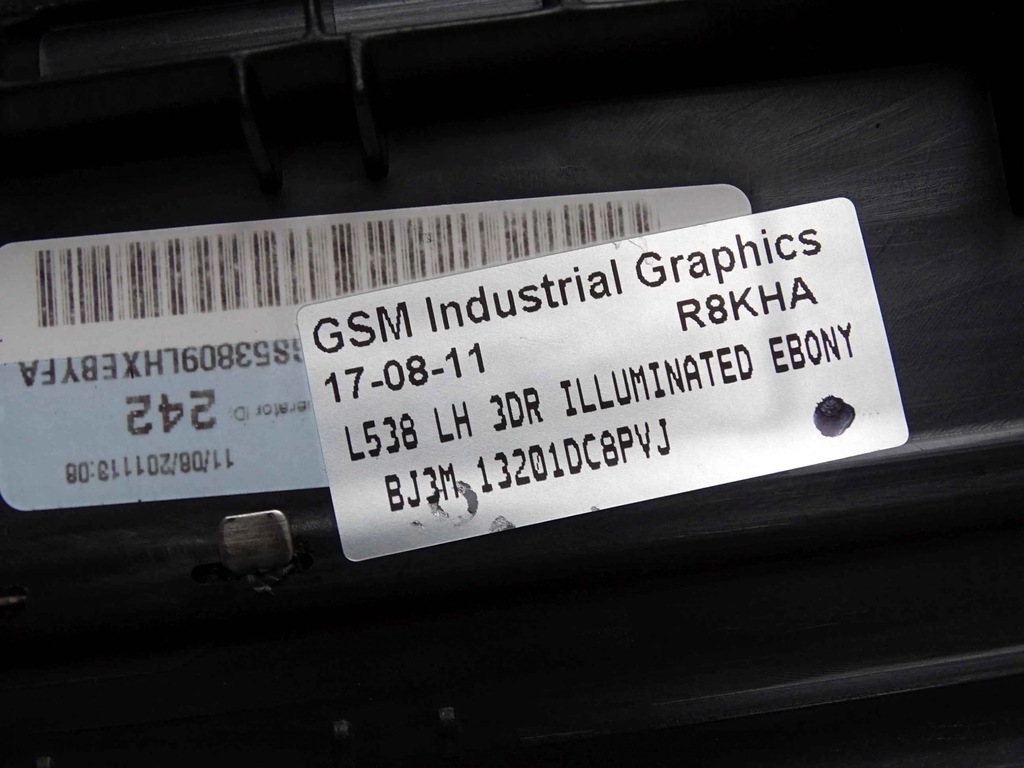 GSM Industrial Graphics
17-08-11 R8KHA
L538 LH 3DR ILLUMINATED EBONY
BJ3M 13201DC8PVJ
11/08/201113:08
242